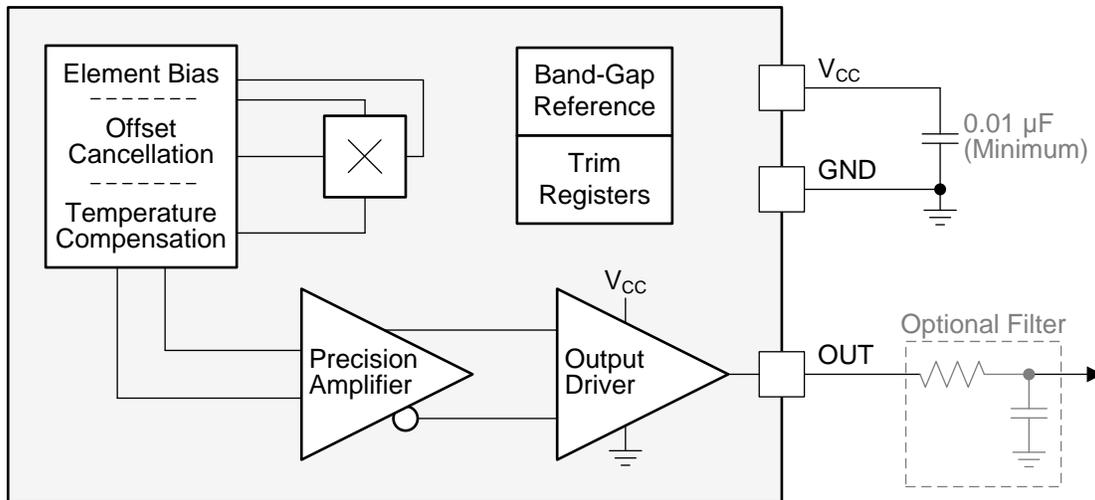 Element Bias
Offset
Cancellation
Temperature
Compensation
Band-Gap
Reference
Trim
Registers
VCC
0.01 µF
(Minimum)
GND
VCC
Precision
Amplifier
Output
Driver
OUT
Optional Filter